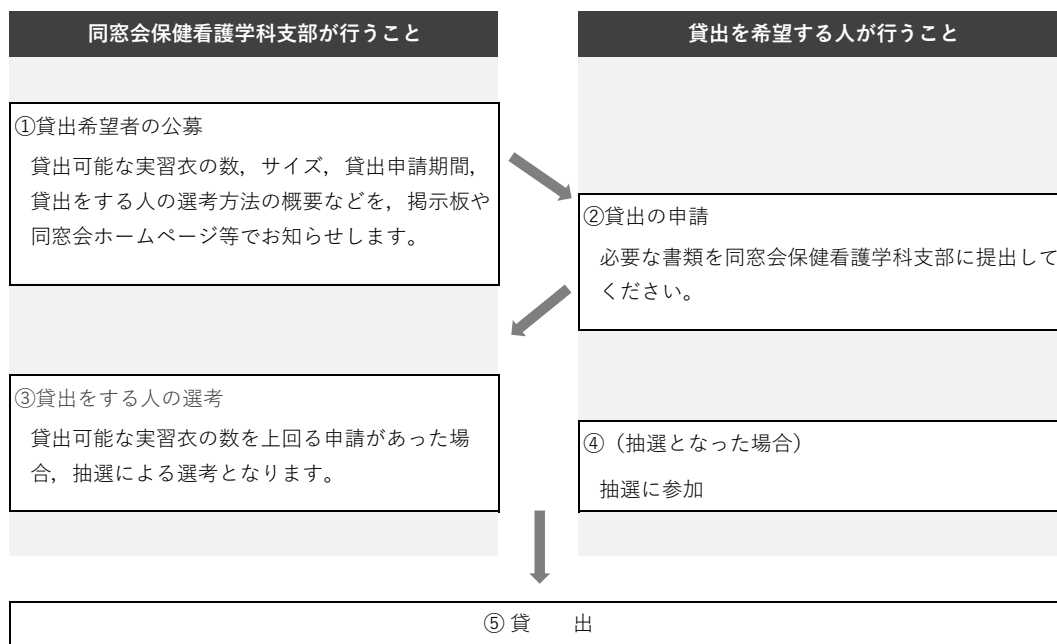 同窓会保健看護学科支部が行うこと
貸出を希望する人が行うこと
①貸出希望者の公募
貸出可能な実習衣の数，サイズ，貸出申請期間，
貸出をする人の選考方法の概要などを，掲示板や
同窓会ホームページ等でお知らせします。
②貸出の申請
必要な書類を同窓会保健看護学科支部に提出して
ください。
③貸出をする人の選考
貸出可能な実習衣の数を上回る申請があった場
合，抽選による選考となります。
④（抽選となった場合）
抽選に参加
⑤ 貸　　出